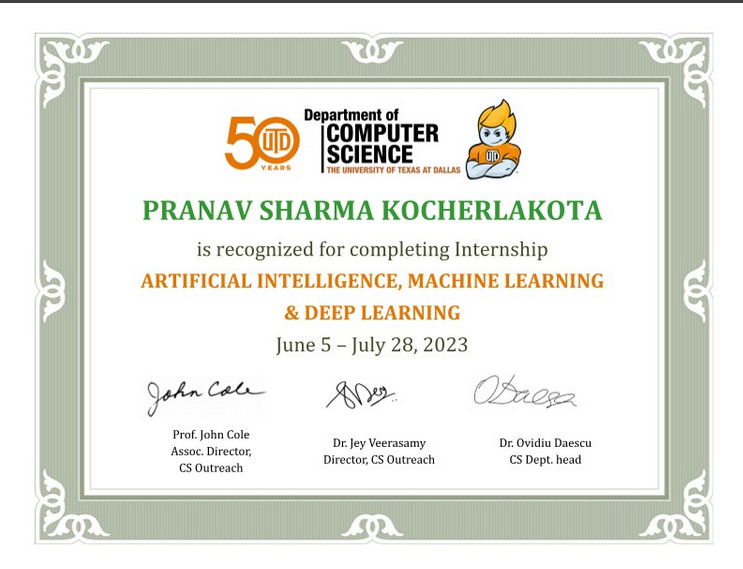 50 UTD
YEARS
Department of
COMPUTER
SCIENCE
THE UNIVERSITY OF TEXAS AT DALLAS
UTD
PRANAV SHARMA KOCHERLAKOTA
is recognized for completing Internship
ARTIFICIAL INTELLIGENCE, MACHINE LEARNING
& DEEP LEARNING
June 5 – July 28, 2023
John Cole
Prof. John Cole
Assoc. Director,
CS Outreach
Dr. Jey Veerasamy
Director, CS Outreach
Dr. Ovidiu Daescu
CS Dept. head